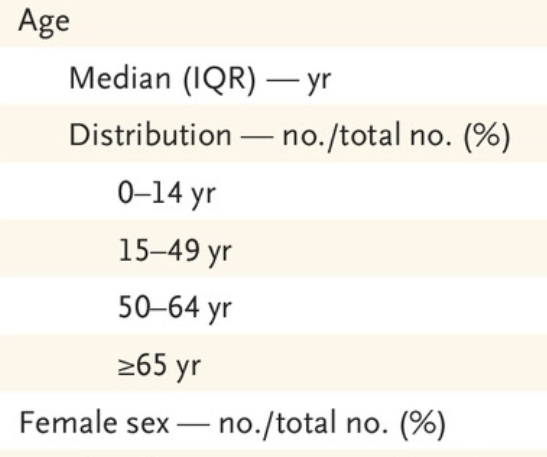 Age
Median (IQR) — yr
Distribution — no./total no. (%)
0–14 yr
15–49 yr
50–64 yr
≥65 yr
Female sex — no./total no. (%)